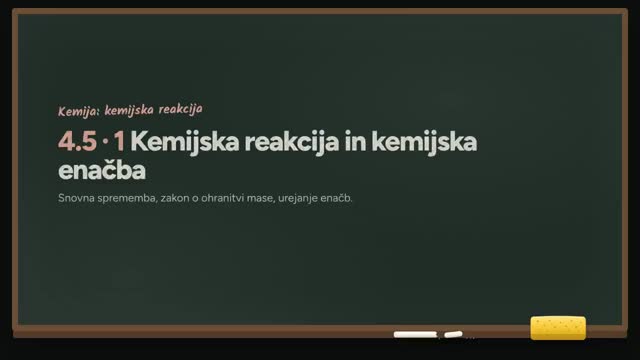 Kemija: kemijska reakcija
4.5 · 1 Kemijska reakcija in kemijska
enačba
Snovna sprememba, zakon o ohranitvi mase, urejanje enačb.